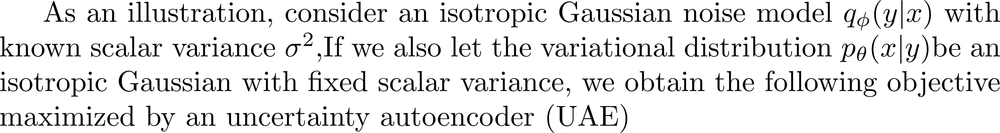 As an illustration, consider an isotropic Gaussian noise model $q_{\phi}(y|x)$ with
known scalar variance $\sigma^2$,If we also let the variational distribution $p_{\theta}(x|y)$be an
isotropic Gaussian with fixed scalar variance, we obtain the following objective
maximized by an uncertainty autoencoder (UAE)